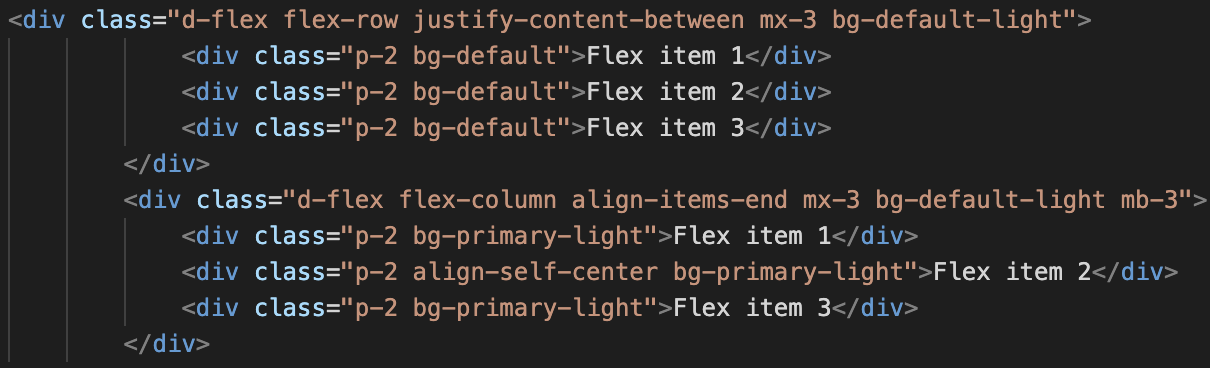 <div class="d-flex flex-row justify-content-between mx-3 bg-default-light">
<div class="p-2 bg-default">Flex item 1</div>
<div class="p-2 bg-default">Flex item 2</div>
<div class="p-2 bg-default">Flex item 3</div>
</div>
<div class="d-flex flex-column align-items-end mx-3 bg-default-light mb-3">
<div class="p-2 bg-primary-light">Flex item 1</div>
<div class="p-2 align-self-center bg-primary-light">Flex item 2</div>
<div class="p-2 bg-primary-light">Flex item 3</div>
</div>